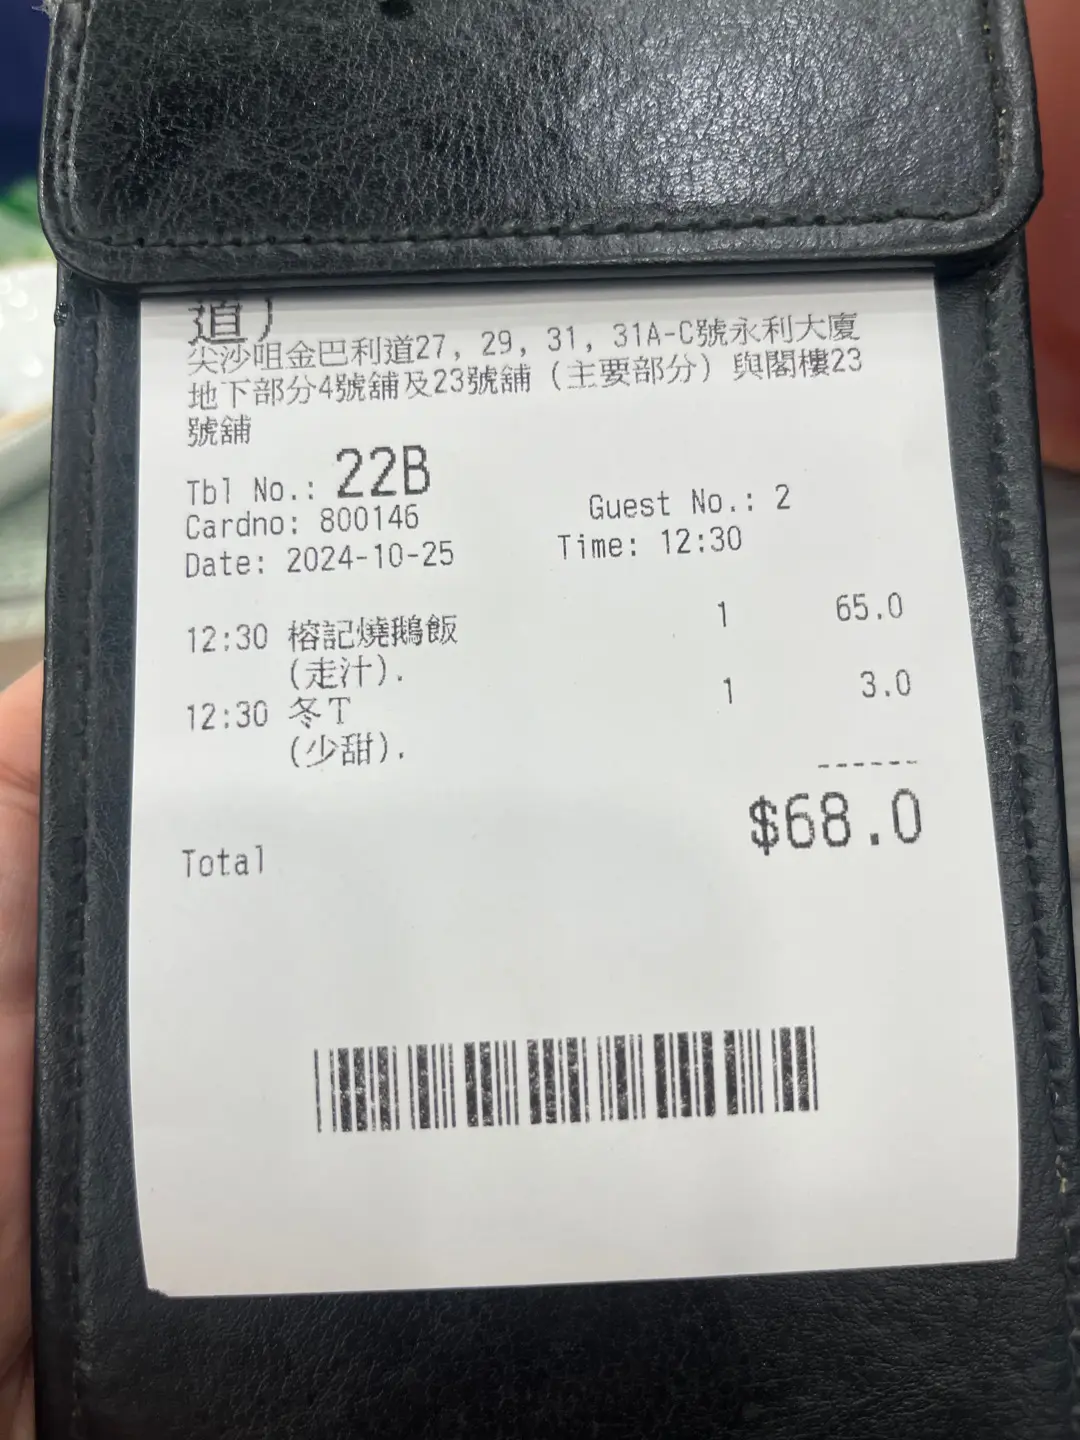 道)
尖沙咀金巴利道27, 29, 31, 31A-C號永利大廈
地下部分4號舖及23號舖（主要部分）與閣樓23
號舖
Tbl No.: 22B
Cardno: 800146 Guest No.: 2
Date: 2024-10-25 Time: 12:30
12:30 榕記燒鵝飯 1 65.0
(走汁).
12:30 冬T 1 3.0
(少甜).
------
Total $68.0